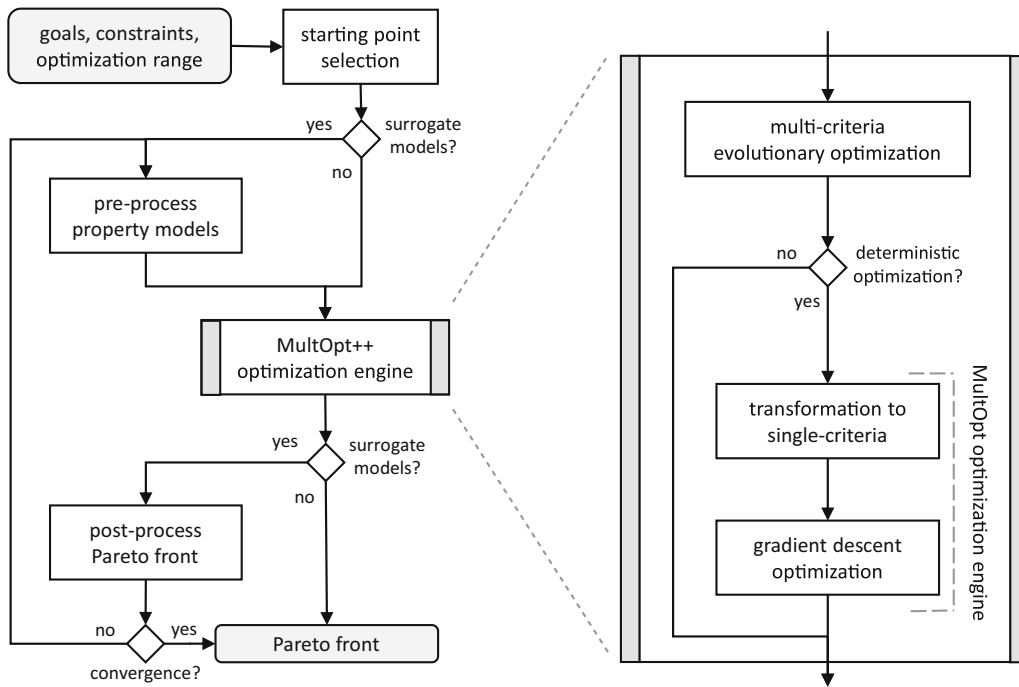 goals, constraints,
optimization range
starting point
selection
yes
surrogate
models?
no
pre-process
property models
MultOpt++
optimization engine
yes
surrogate
models?
no
post-process
Pareto front
no
yes
convergence?
Pareto front
multi-criteria
evolutionary optimization
no
deterministic
optimization?
yes
transformation to
single-criteria
gradient descent
optimization
MultOpt optimization engine